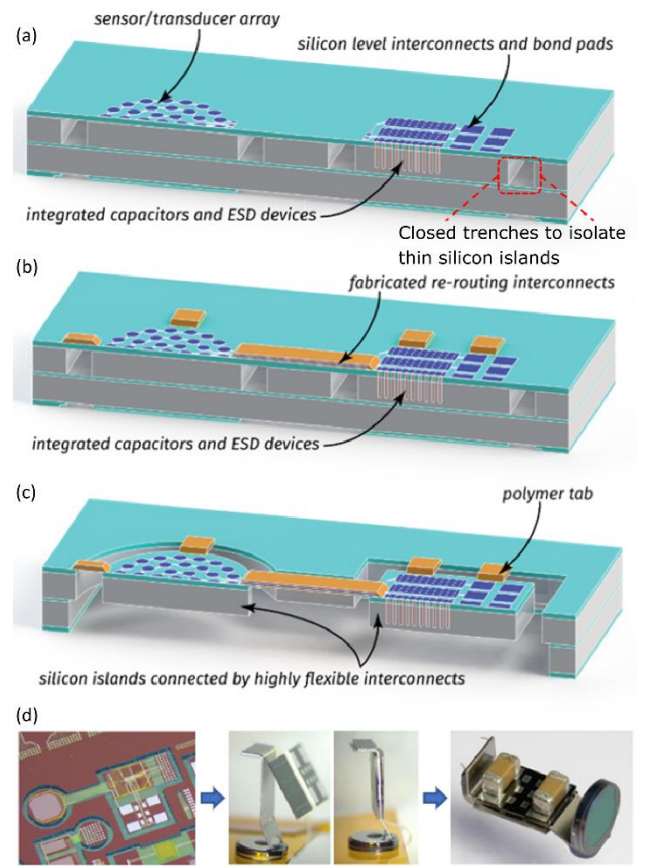 (a)
sensor/transducer array
silicon level interconnects and bond pads
integrated capacitors and ESD devices
Closed trenches to isolate
thin silicon islands
(b)
fabricated re-routing interconnects
integrated capacitors and ESD devices
(c)
polymer tab
silicon islands connected by highly flexible interconnects
(d)